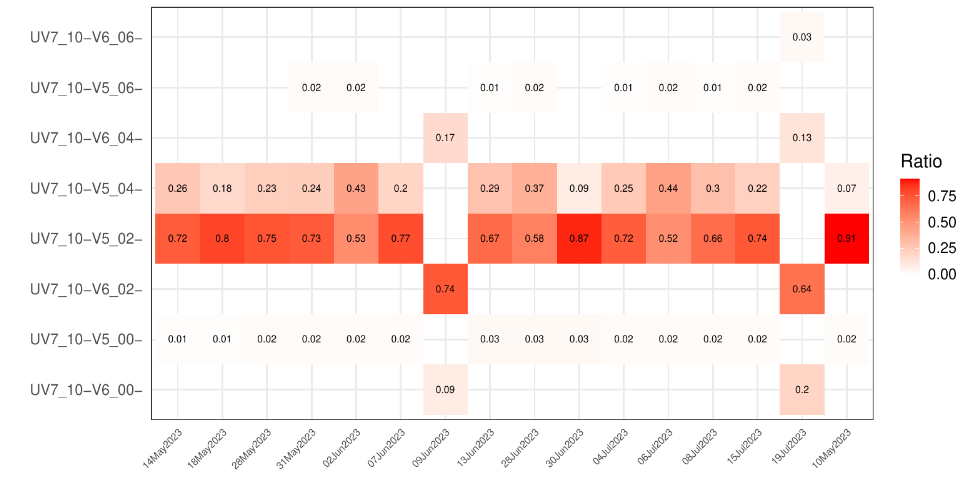 UV7_10-V6_06-
0.03
UV7_10-V5_06-
0.02 0.02 0.01 0.02 0.01 0.02 0.01 0.02
UV7_10-V6_04-
0.17 0.13
UV7_10-V5_04-
0.26 0.18 0.23 0.24 0.43 0.2 0.29 0.37 0.09 0.25 0.44 0.3 0.22 0.07
UV7_10-V5_02-
0.72 0.8 0.75 0.73 0.53 0.77 0.67 0.58 0.87 0.72 0.52 0.66 0.74 0.91
UV7_10-V6_02-
0.74 0.64
UV7_10-V5_00-
0.01 0.01 0.02 0.02 0.02 0.02 0.03 0.03 0.03 0.02 0.02 0.02 0.02 0.02
UV7_10-V6_00-
0.09 0.2
14May2023 18May2023 28May2023 31May2023 02Jun2023 07Jun2023 09Jun2023 13Jun2023 28Jun2023 30Jun2023 04Jul2023 06Jul2023 08Jul2023 15Jul2023 19Jul2023 10May2023
Ratio
0.75
0.50
0.25
0.00